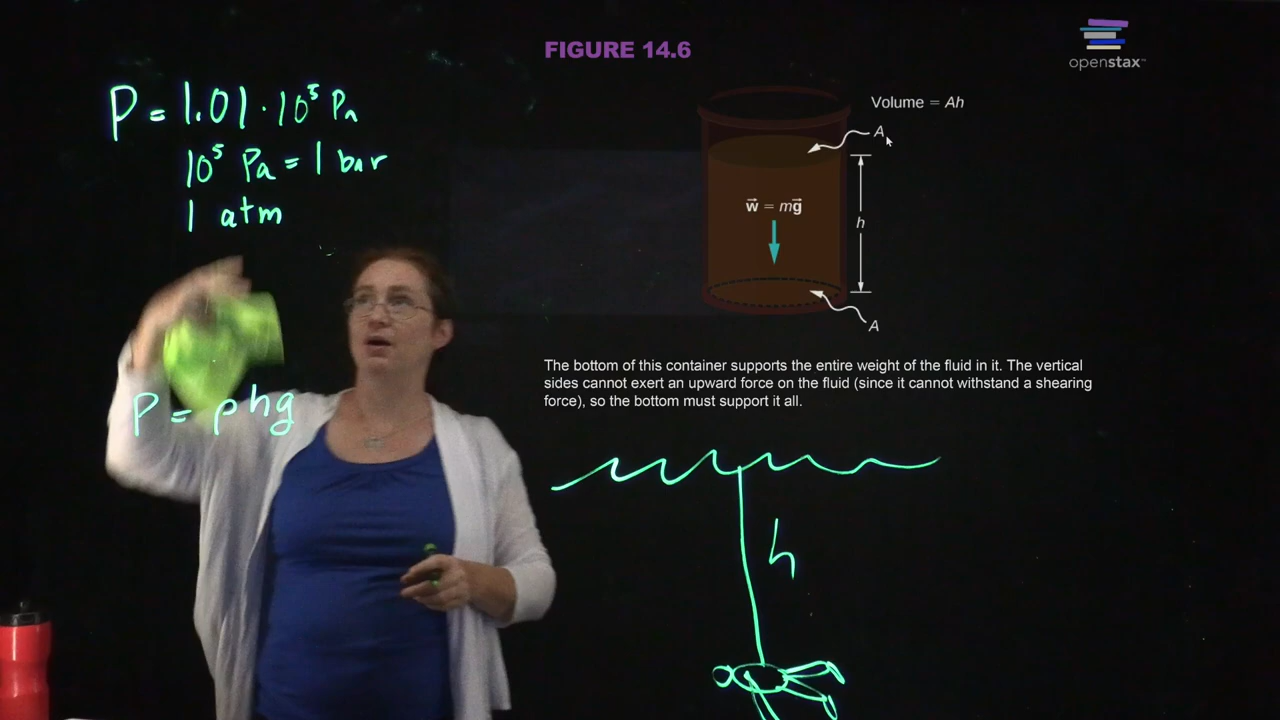 FIGURE 14.6
openstax
P = 1.01 · 10⁵ Pa
10⁵ Pa = 1 bar
1 atm
Volume = Ah
A
w⃗ = mg⃗
h
A
The bottom of this container supports the entire weight of the fluid in it. The vertical
sides cannot exert an upward force on the fluid (since it cannot withstand a shearing
force), so the bottom must support it all.
P = ρhg
h